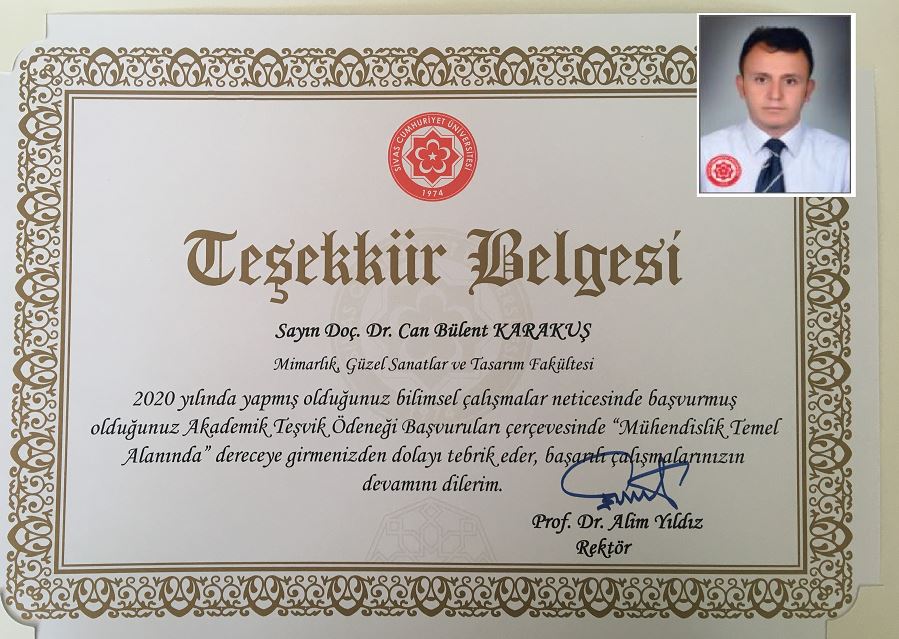 SİVAS CUMHURİYET ÜNİVERSİTESİ
1974
Teşekkür Belgesi
Sayın Doç. Dr. Can Bülent KARAKUŞ
Mimarlık, Güzel Sanatlar ve Tasarım Fakültesi
2020 yılında yapmış olduğunuz bilimsel çalışmalar neticesinde başvurmuş
olduğunuz Akademik Teşvik Ödeneği Başvuruları çerçevesinde “Mühendislik Temel
Alanında” dereceye girmenizden dolayı tebrik eder, başarılı çalışmalarınızın
devamını dilerim.
Prof. Dr. Alim Yıldız
Rektör